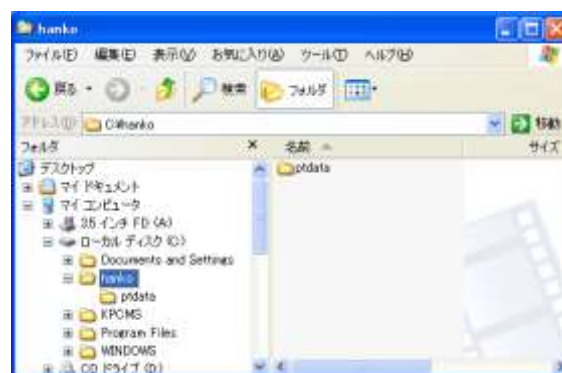 hanko
ファイル(F) 編集(E) 表示(V) お気に入り(A) ツール(T) ヘルプ(H)
戻る 検索 フォルダ
アドレス(D) C:¥hanko 移動
フォルダ × 名前 サイズ
デスクトップ ptdata
マイ ドキュメント
マイ コンピュータ
3.5 インチ FD (A:)
ローカル ディスク (C:)
Documents and Settings
hanko
ptdata
KPCMS
Program Files
WINDOWS
CD ドライブ (D:)